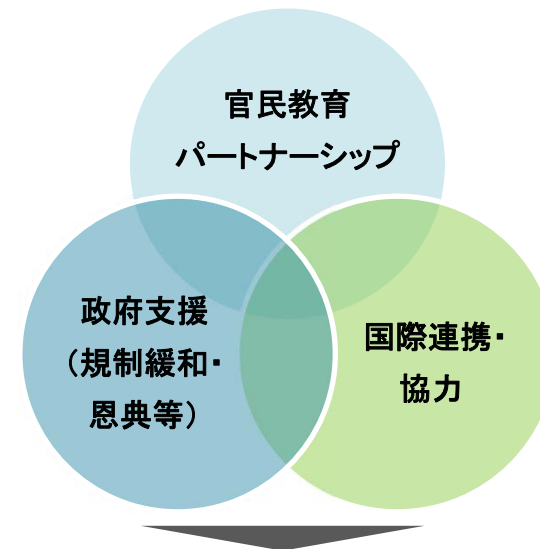 官民教育
パートナーシップ
政府支援
（規制緩和・
恩典等）
国際連携・
協力